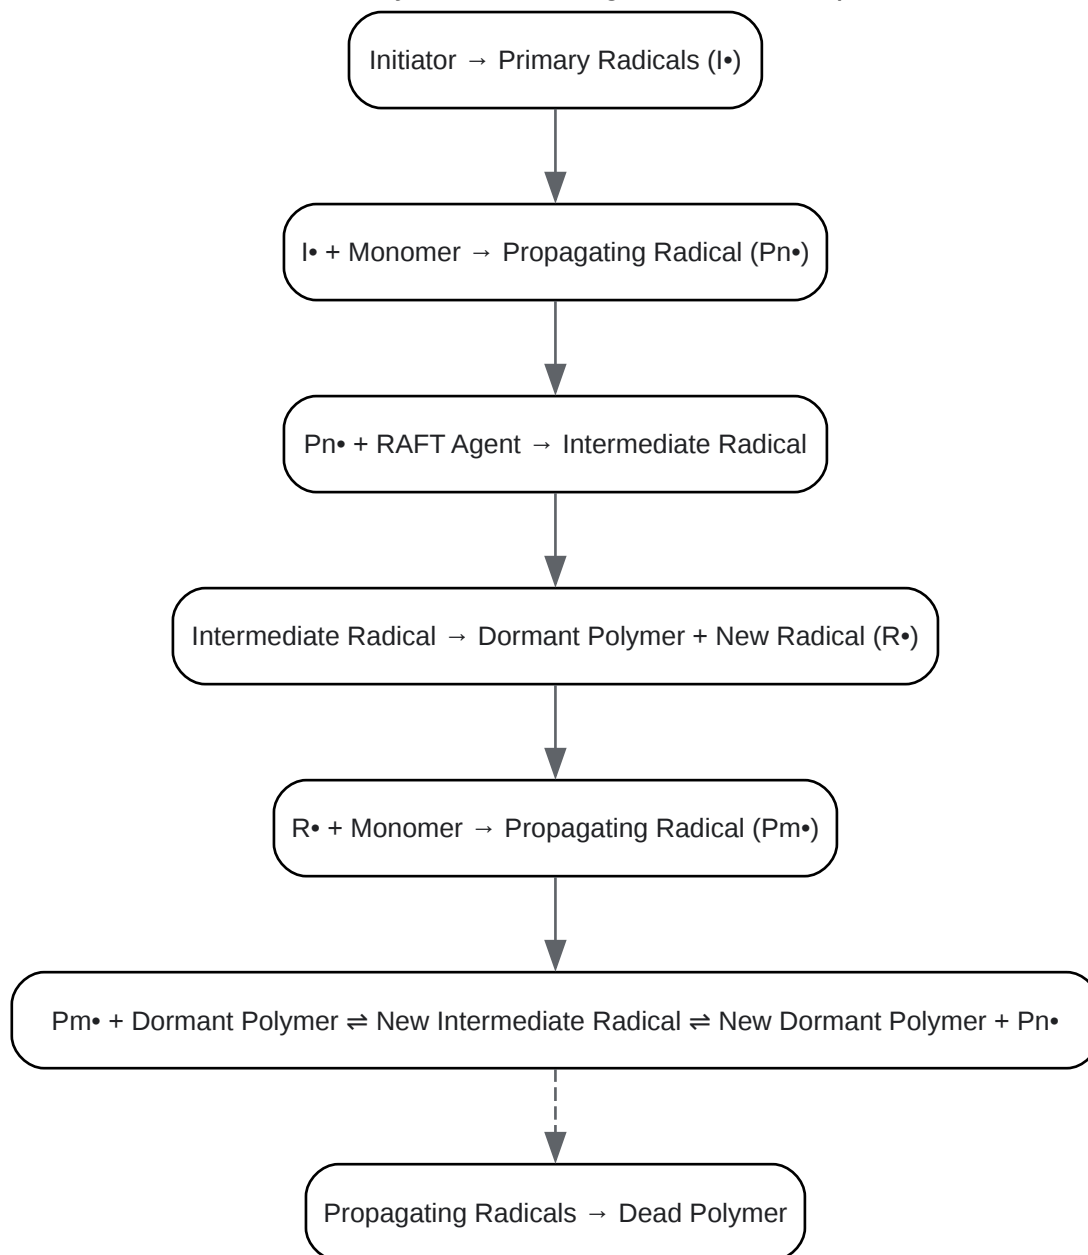 Initiator → Primary Radicals (I•)
I• + Monomer → Propagating Radical (Pn•)
Pn• + RAFT Agent → Intermediate Radical
Intermediate Radical → Dormant Polymer + New Radical (R•)
R• + Monomer → Propagating Radical (Pm•)
Pm• + Dormant Polymer ⇌ New Intermediate Radical ⇌ New Dormant Polymer + Pn•
Propagating Radicals → Dead Polymer